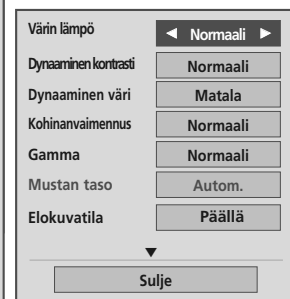 Värin lämpö ◄ Normaali ►
Dynaaminen kontrasti Normaali
Dynaaminen väri Matala
Kohinanvaimennus Normaali
Gamma Normaali
Mustan taso Autom.
Elokuvatila Päällä
▼
Sulje